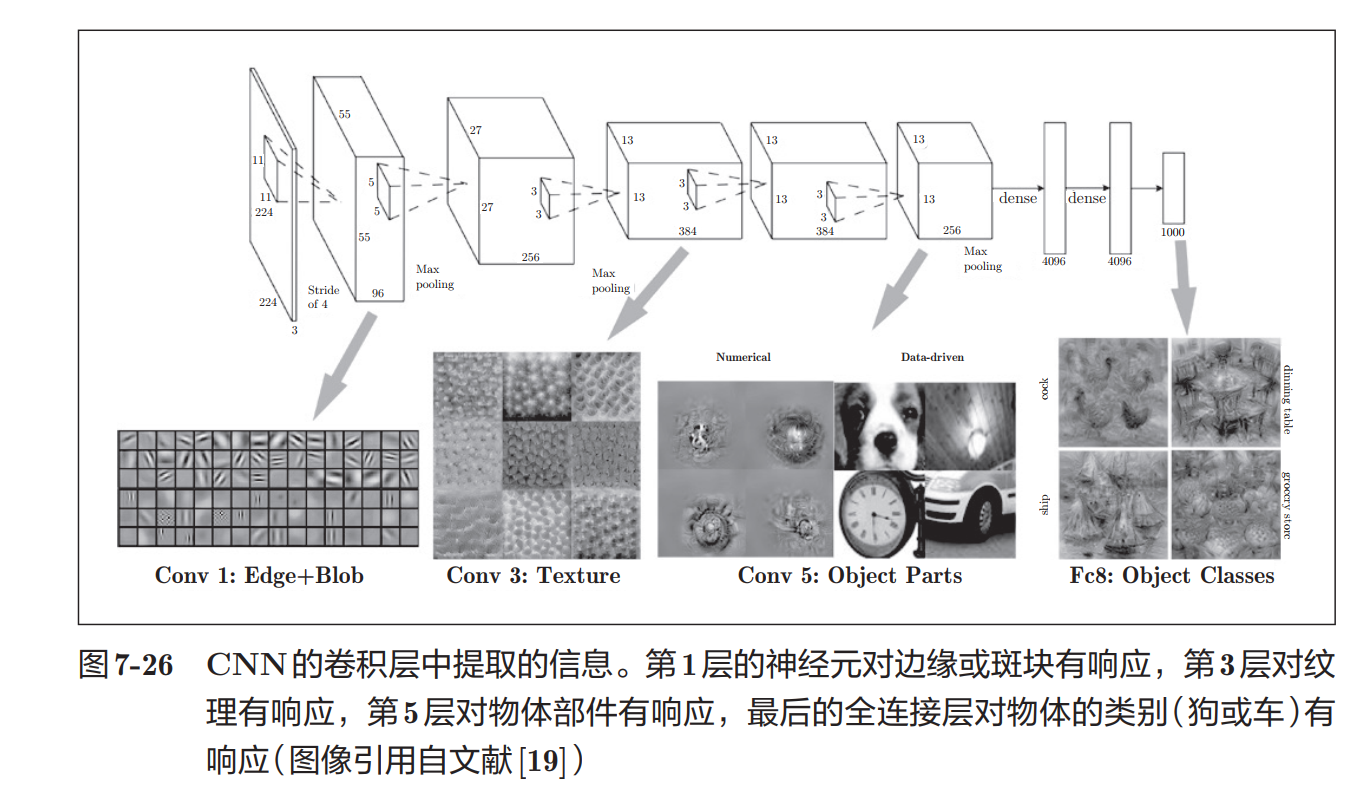 55
27
13
13
13
11
5
3
3
3
11
5
27
3
13
3
13
3
13
224
55
dense
dense
384
384
256
1000
256
4096
4096
Max
pooling
Max
pooling
Max
pooling
Stride
of 4
96
224
3
Numerical
Data-driven
cock
dinning table
ship
grocery store
Conv 1: Edge+Blob
Conv 3: Texture
Conv 5: Object Parts
Fc8: Object Classes
图7-26 CNN的卷积层中提取的信息。第1层的神经元对边缘或斑块有响应，第3层对纹
理有响应，第5层对物体部件有响应，最后的全连接层对物体的类别（狗或车）有
响应（图像引用自文献[19]）